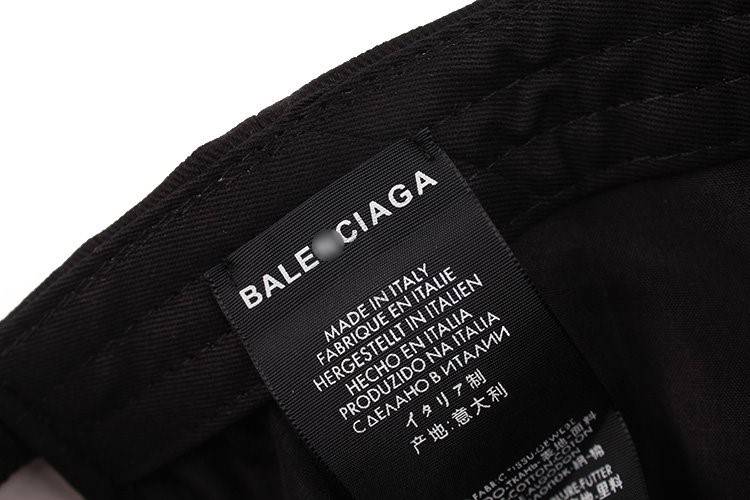 BALE CIAGA
MADE IN ITALY
FABRIQUE EN ITALIE
HERGESTELLT IN ITALIEN
HECHO EN ITALIA
PRODUZIDO NA ITALIA
СДЕЛАНО В ИТАЛИИ
イタリア制
产地:意大利